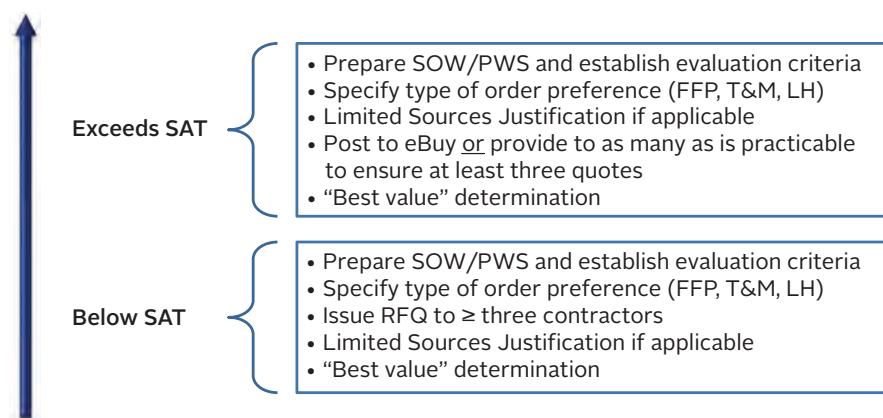 Exceeds SAT
• Prepare SOW/PWS and establish evaluation criteria
• Specify type of order preference (FFP, T&M, LH)
• Limited Sources Justification if applicable
• Post to eBuy or provide to as many as is practicable
to ensure at least three quotes
• “Best value” determination
Below SAT
• Prepare SOW/PWS and establish evaluation criteria
• Specify type of order preference (FFP, T&M, LH)
• Issue RFQ to ≥ three contractors
• Limited Sources Justification if applicable
• “Best value” determination